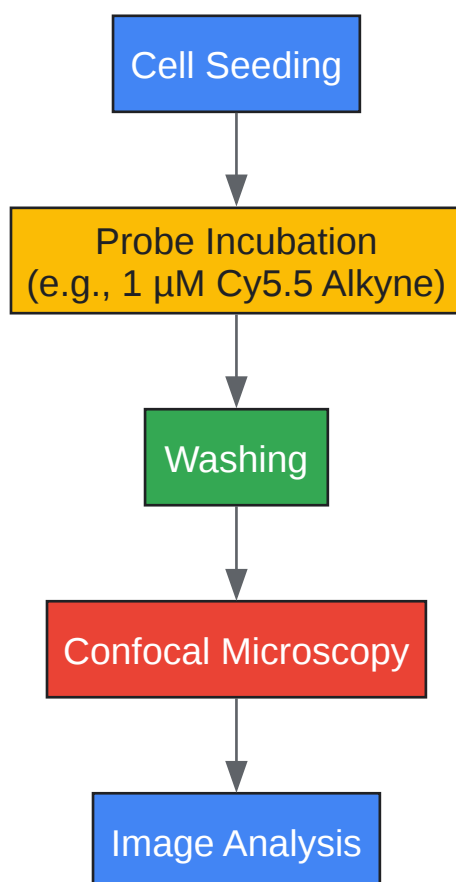 Cell Seeding
Probe Incubation
(e.g., 1 µM Cy5.5 Alkyne)
Washing
Confocal Microscopy
Image Analysis